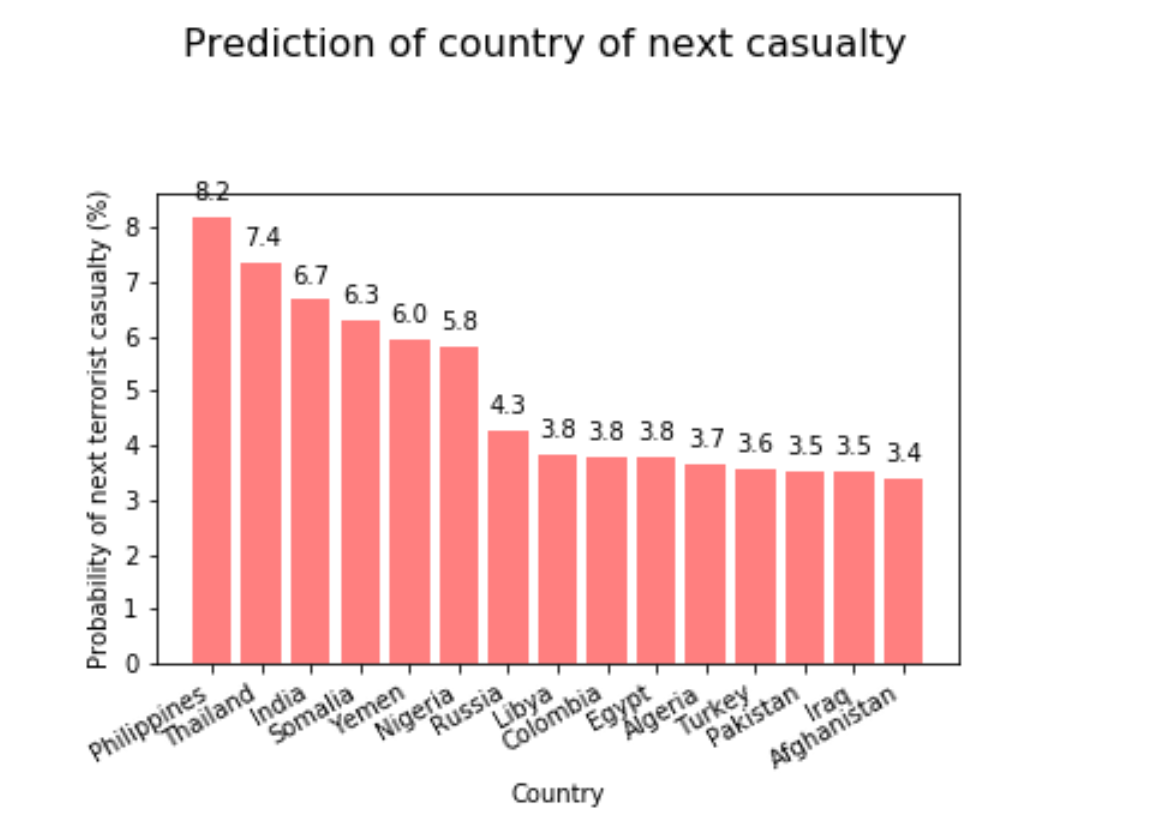 Prediction of country of next casualty
Probability of next terrorist casualty (%)
8
7
6
5
4
3
2
1
0
8.2
7.4
6.7
6.3
6.0
5.8
4.3
3.8
3.8
3.8
3.7
3.6
3.5
3.5
3.4
Philippines
Thailand
India
Somalia
Yemen
Nigeria
Russia
Libya
Colombia
Egypt
Algeria
Turkey
Pakistan
Iraq
Afghanistan
Country